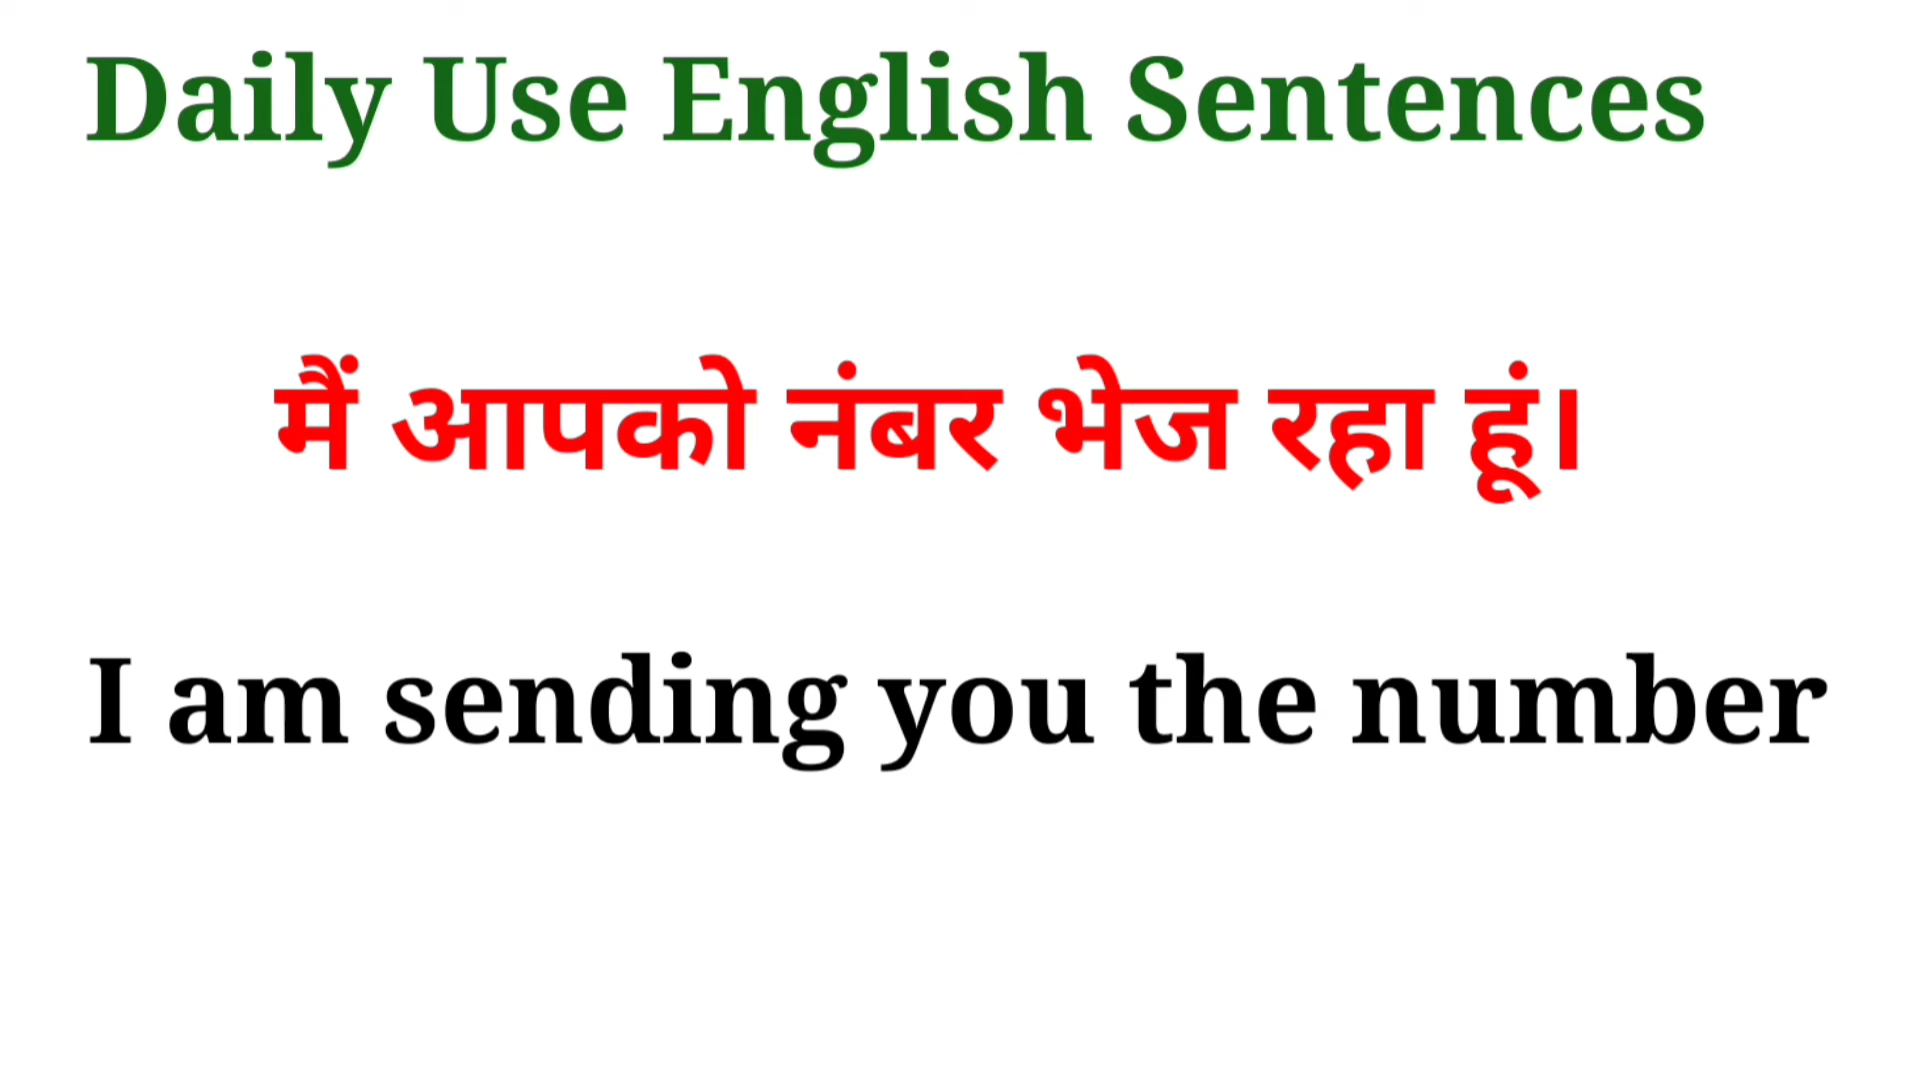 Daily Use English Sentences
मैं आपको नंबर भेज रहा हूं।
I am sending you the number